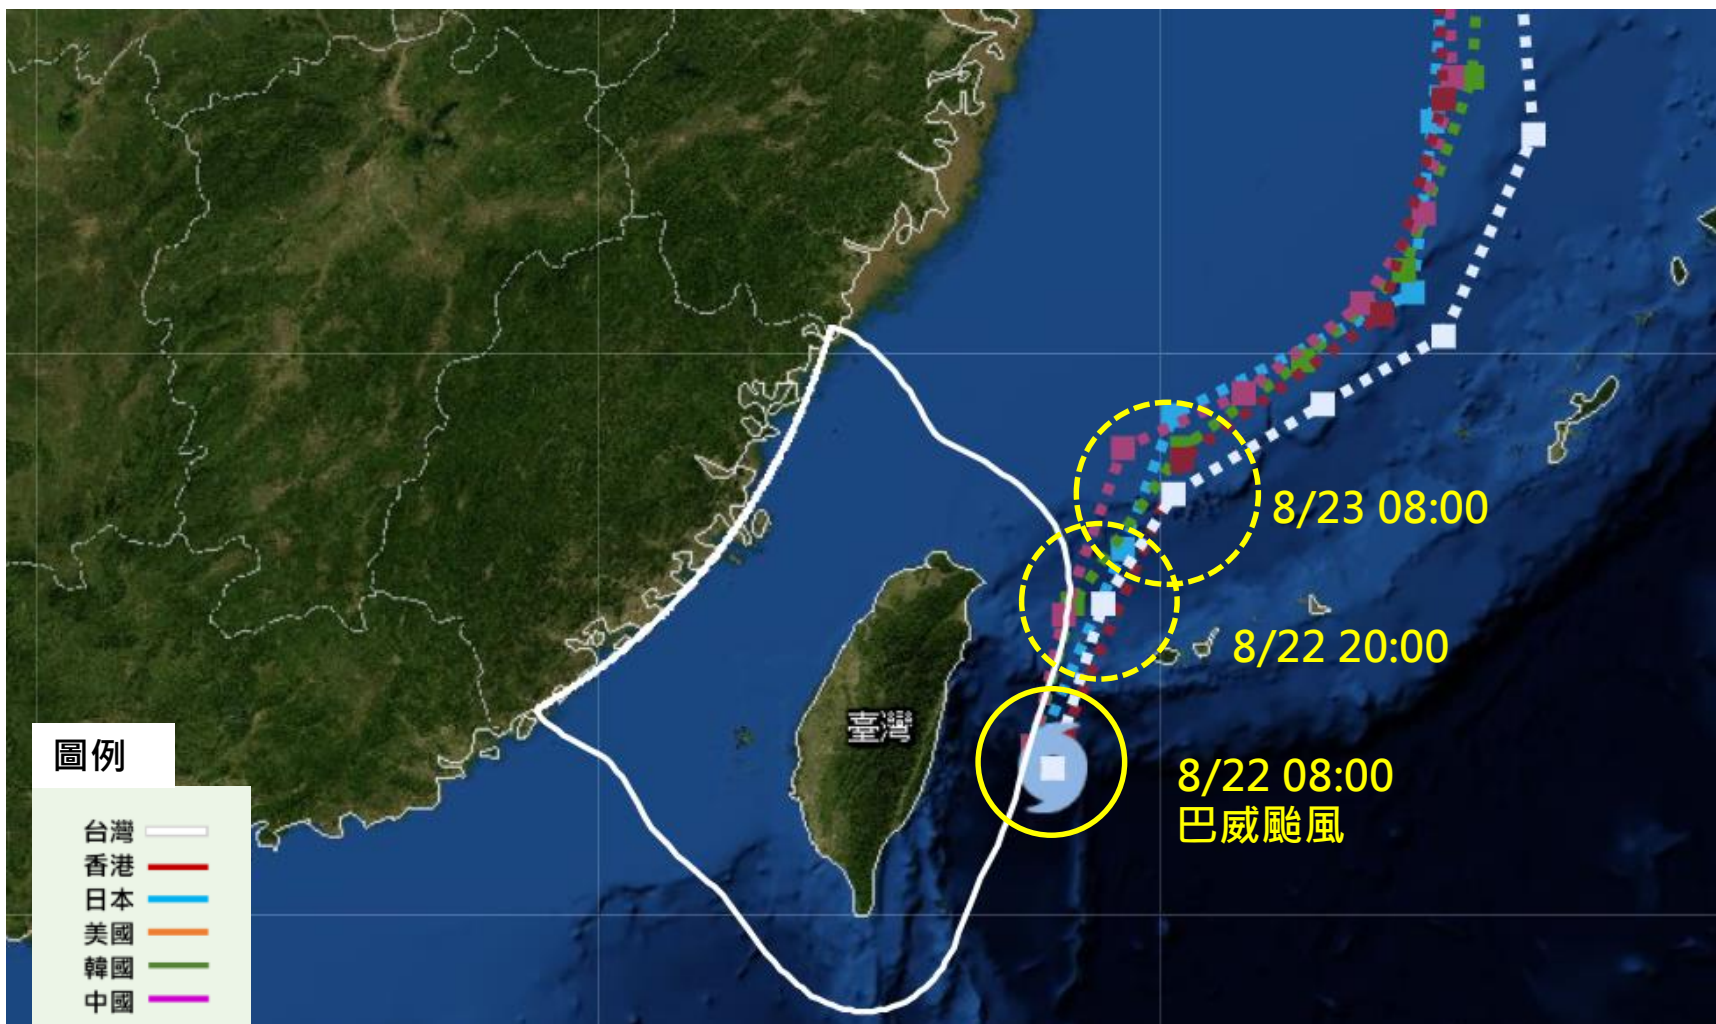 8/23 08:00
8/22 20:00
臺灣
8/22 08:00
巴威颱風
圖例
台灣
香港
日本
美國
韓國
中國